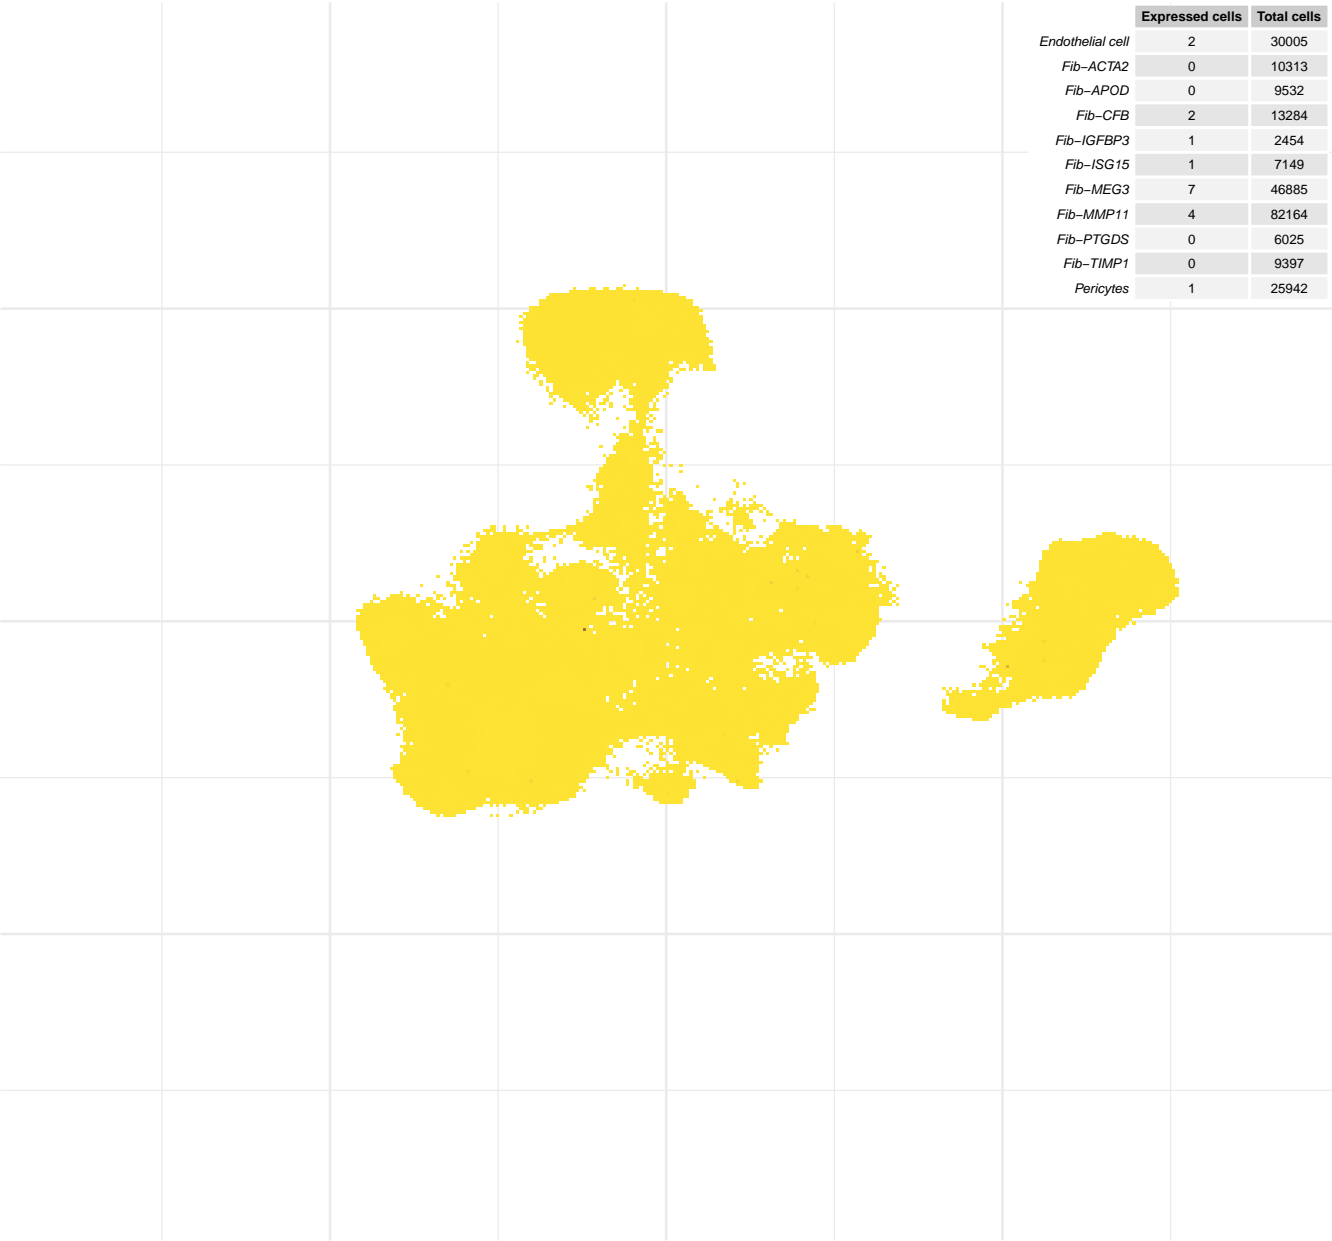 Expressed cells Total cells
Endothelial cell 2 30005
Fib−ACTA2 0 10313
Fib−APOD 0 9532
Fib−CFB 2 13284
Fib−IGFBP3 1 2454
Fib−ISG15 1 7149
Fib−MEG3 7 46885
Fib−MMP11 4 82164
Fib−PTGDS 0 6025
Fib−TIMP1 0 9397
Pericytes 1 25942